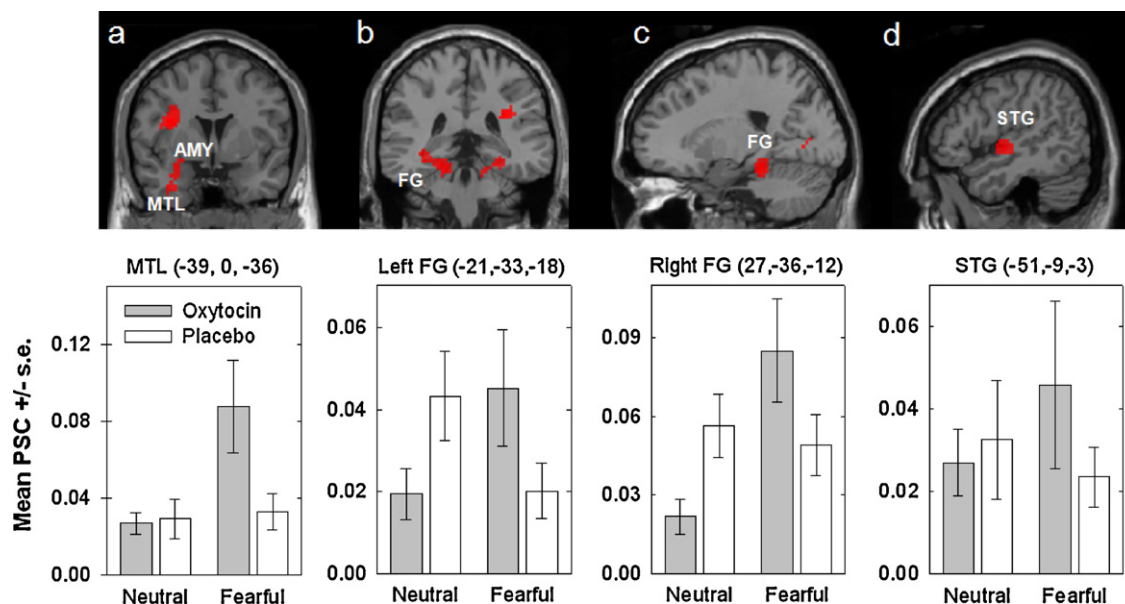 a
b
c
d
AMY
MTL
FG
FG
STG
MTL (-39, 0, -36)
Left FG (-21,-33,-18)
Right FG (27,-36,-12)
STG (-51,-9,-3)
Mean PSC +/- s.e.
Oxytocin
Placebo
0.12
0.08
0.04
0.00
Neutral Fearful
0.06
0.04
0.02
0.00
Neutral Fearful
0.09
0.06
0.03
0.00
Neutral Fearful
0.06
0.04
0.02
0.00
Neutral Fearful